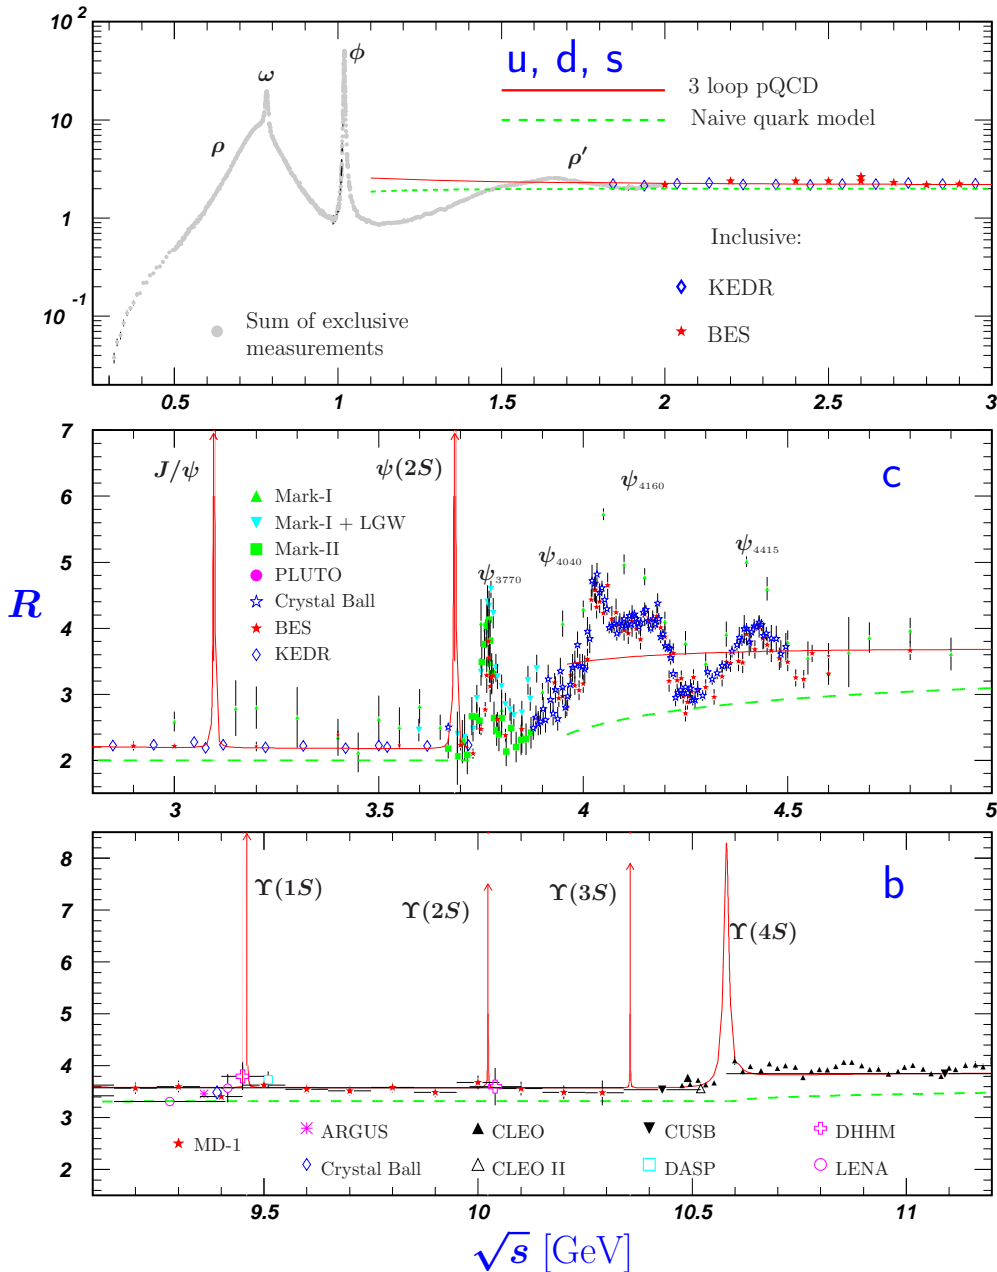 10 2
u, d, s
ϕ
3 loop pQCD
ω
10
Naive quark model
ρ
ρ′
1
Inclusive:
KEDR
10 -1
Sum of exclusive
measurements
BES
0.5 1 1.5 2 2.5 3
7
J/ψ
ψ(2S)
c
ψ4160
6
Mark-I
Mark-I + LGW
Mark-II
ψ4040
ψ4415
5
PLUTO
ψ3770
R
Crystal Ball
4
BES
KEDR
3
2
3 3.5 4 4.5 5
8
Υ(1S)
Υ(2S)
Υ(3S)
b
7
Υ(4S)
6
5
4
3
MD-1
ARGUS
CLEO
CUSB
DHHM
Crystal Ball
CLEO II
DASP
LENA
2
9.5 10 10.5 11
√s [GeV]